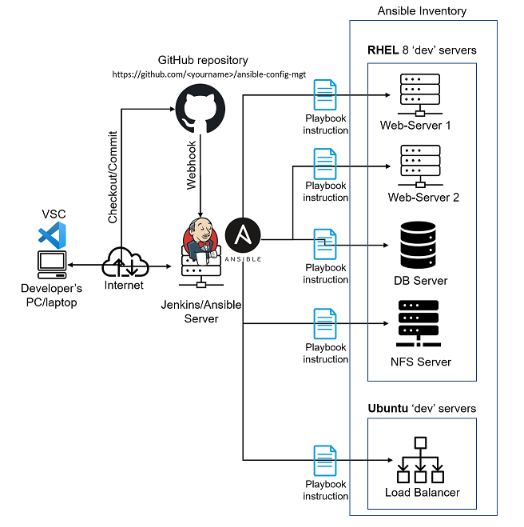 Ansible Inventory
RHEL 8 ‘dev’ servers
GitHub repository
https://github.com/<yourname>/ansible-config-mgt
Playbook
instruction
Web-Server 1
Checkout/Commit
Webhook
Playbook
instruction
Web-Server 2
VSC
ANSIBLE
Developer's
PC/laptop
Internet
Jenkins/Ansible
Server
Playbook
instruction
DB Server
Playbook
instruction
NFS Server
Ubuntu ‘dev’ servers
Playbook
instruction
Load Balancer